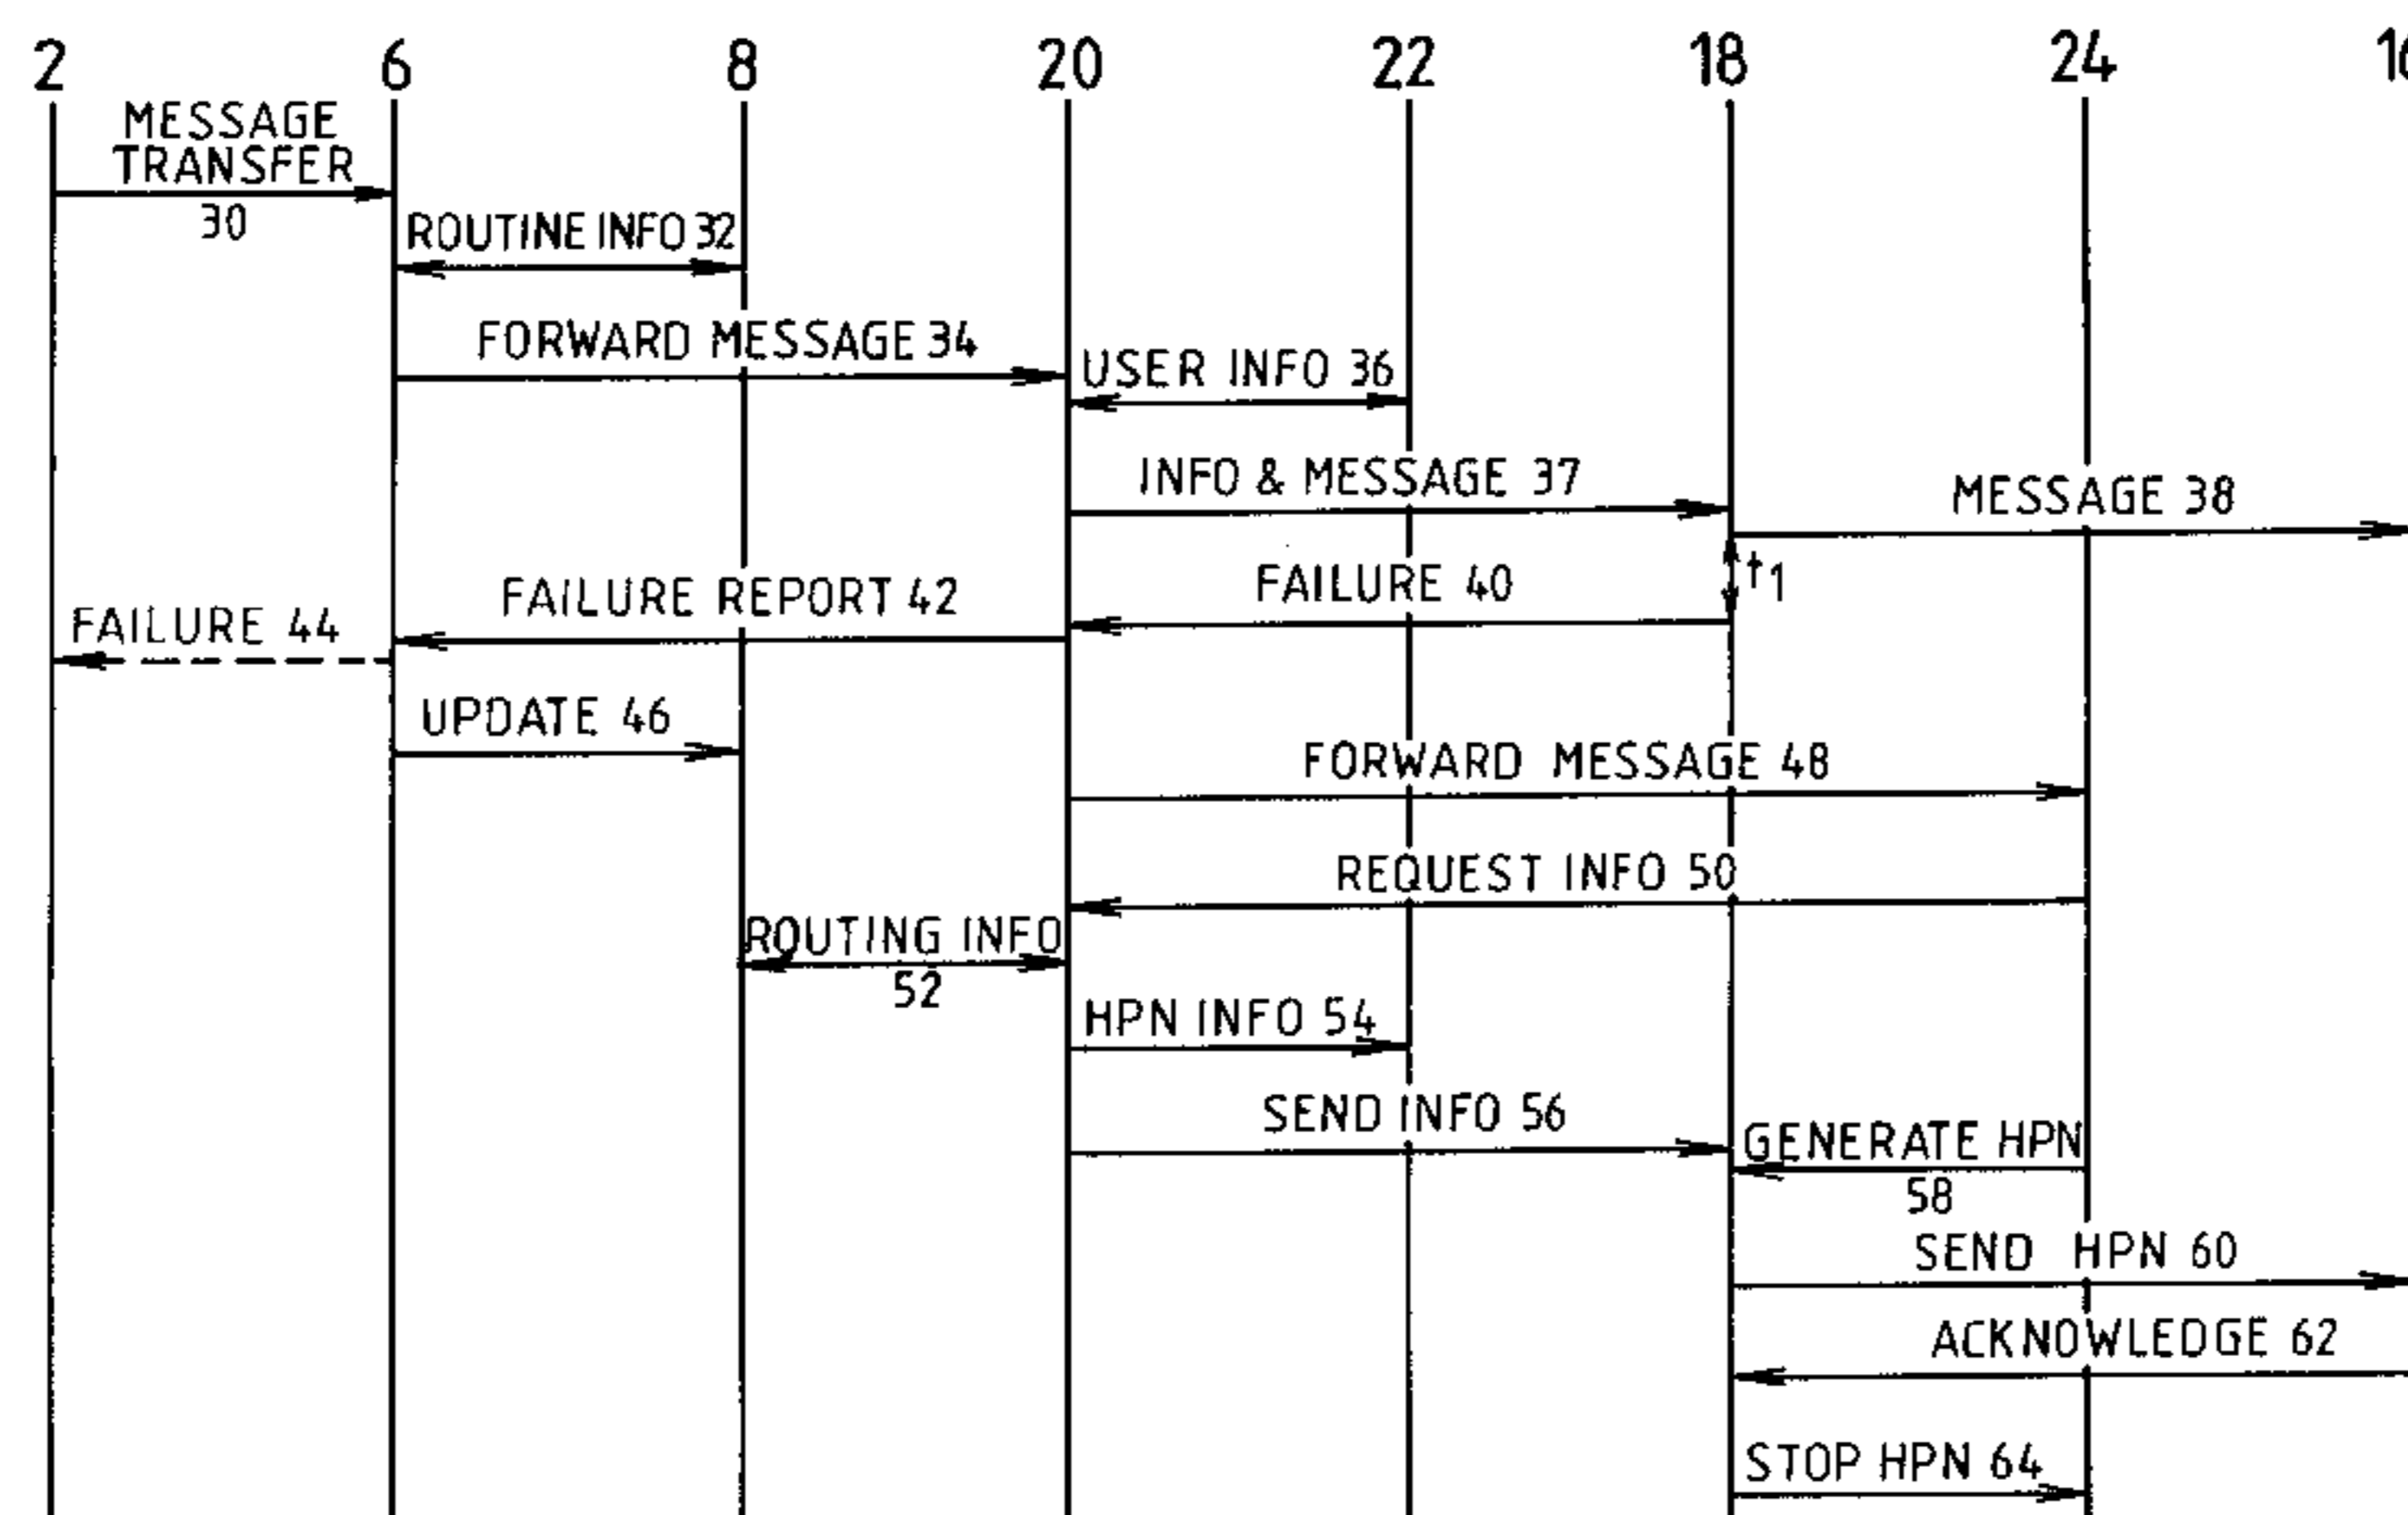 2 6 8 20 22 18 24
MESSAGE
TRANSFER
30
ROUTINE INFO 32
FORWARD MESSAGE 34
USER INFO 36
INFO & MESSAGE 37
MESSAGE 38
t1
FAILURE 40
FAILURE REPORT 42
FAILURE 44
UPDATE 46
FORWARD MESSAGE 48
REQUEST INFO 50
ROUTING INFO
52
HPN INFO 54
SEND INFO 56
GENERATE HPN
58
SEND HPN 60
ACKNOWLEDGE 62
STOP HPN 64